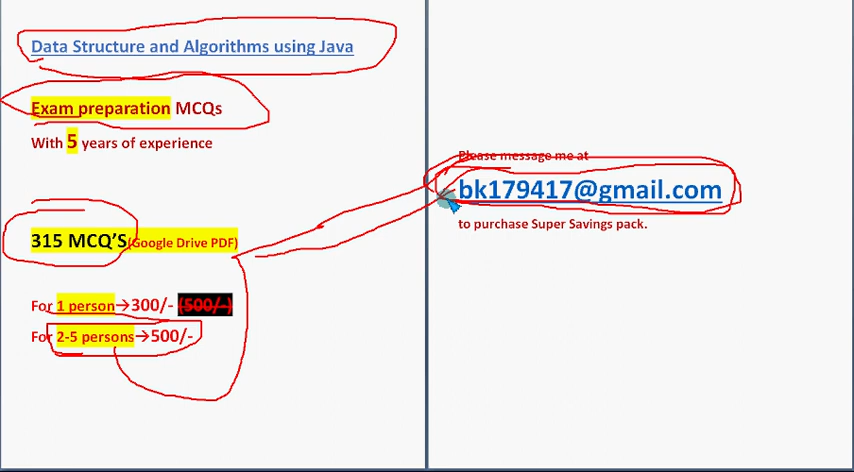 Data Structure and Algorithms using Java
Exam preparation MCQs
With 5 years of experience
315 MCQ'S(Google Drive PDF)
For 1 person→300/- (500/-)
For 2-5 persons→500/-
Please message me at
bk179417@gmail.com
to purchase Super Savings pack.